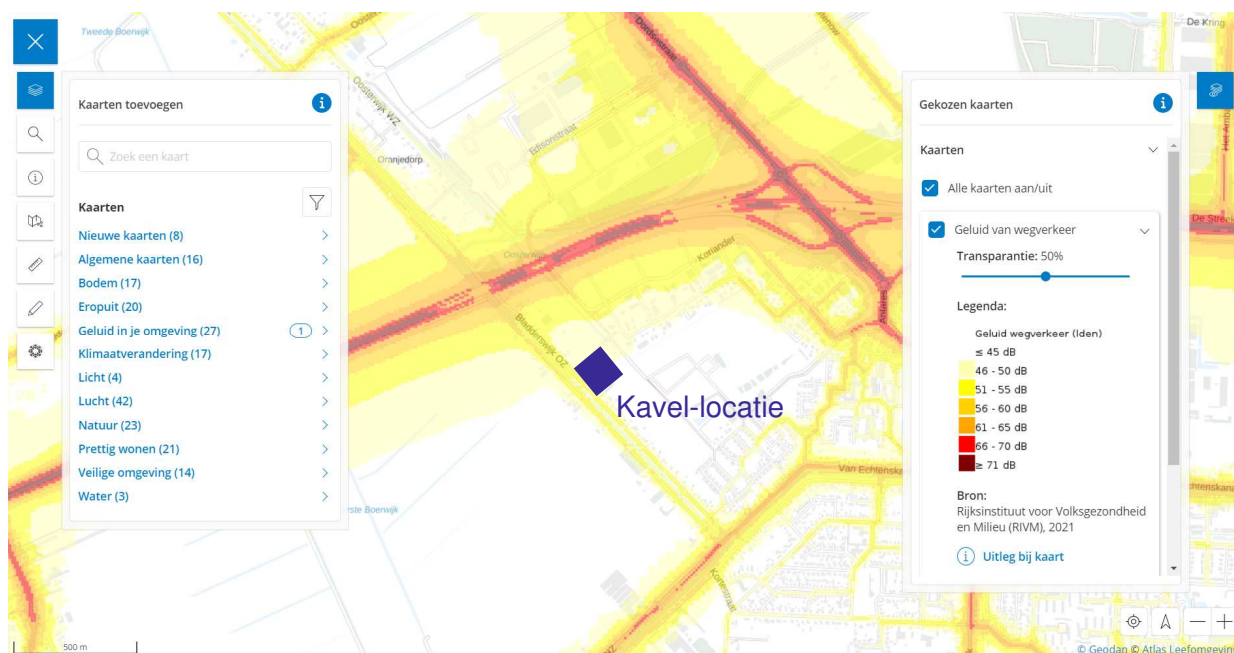 Tweede Boerwijk
Dordsestraat
De Kring
Kaarten toevoegen
Zoek een kaart
Kaarten
Nieuwe kaarten (8)
Algemene kaarten (16)
Bodem (17)
Eropuit (20)
Geluid in je omgeving (27)
1
Klimaatverandering (17)
Licht (4)
Lucht (42)
Natuur (23)
Prettig wonen (21)
Veilige omgeving (14)
Water (3)
Oosterwijk WZ
Edisonstraat
Oranjedorp
Koriander
Antares
Bladderswijk OZ
Kavel-locatie
Van Echtenska
Gekozen kaarten
Kaarten
Alle kaarten aan/uit
Geluid van wegverkeer
Transparantie: 50%
Legenda:
Geluid wegverkeer (lden)
≤ 45 dB
46 - 50 dB
51 - 55 dB
56 - 60 dB
61 - 65 dB
66 - 70 dB
≥ 71 dB
Bron:
Rijksinstituut voor Volksgezondheid
en Milieu (RIVM), 2021
Uitleg bij kaart
500 m
© Geodan © Atlas Leefomgeving